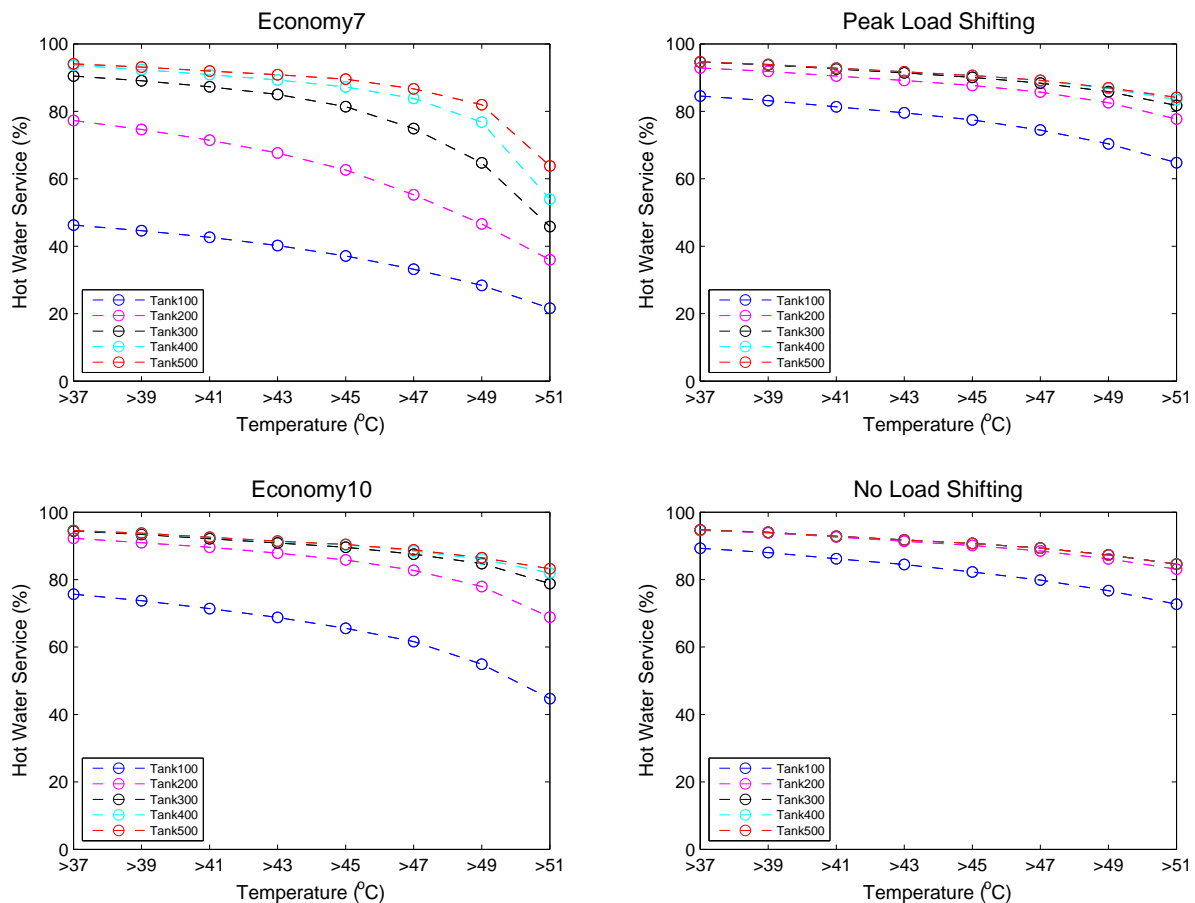 Economy7
Hot Water Service (%)
100
80
60
40
20
0
Tank100
Tank200
Tank300
Tank400
Tank500
>37 >39 >41 >43 >45 >47 >49 >51
Temperature (°C)
Peak Load Shifting
Hot Water Service (%)
100
80
60
40
20
0
Tank100
Tank200
Tank300
Tank400
Tank500
>37 >39 >41 >43 >45 >47 >49 >51
Temperature (°C)
Economy10
Hot Water Service (%)
100
80
60
40
20
0
Tank100
Tank200
Tank300
Tank400
Tank500
>37 >39 >41 >43 >45 >47 >49 >51
Temperature (°C)
No Load Shifting
Hot Water Service (%)
100
80
60
40
20
0
Tank100
Tank200
Tank300
Tank400
Tank500
>37 >39 >41 >43 >45 >47 >49 >51
Temperature (°C)